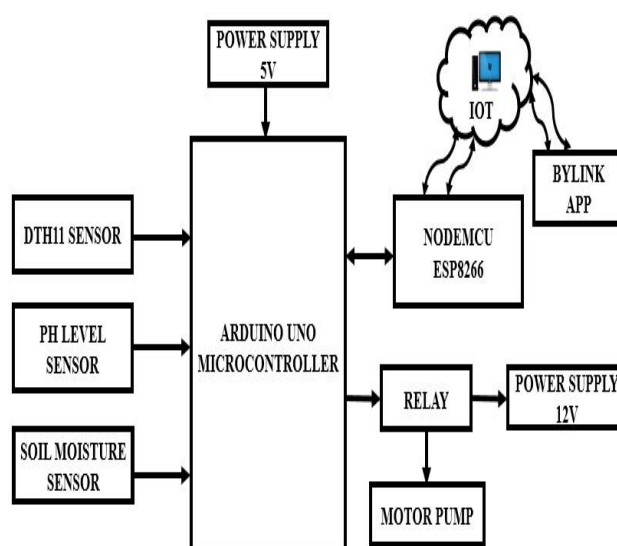 POWER SUPPLY
5V
IOT
BYLINK
APP
DTH11 SENSOR
NODEMCU
ESP8266
PH LEVEL
SENSOR
ARDUINO UNO
MICROCONTROLLER
RELAY
POWER SUPPLY
12V
SOIL MOISTURE
SENSOR
MOTOR PUMP